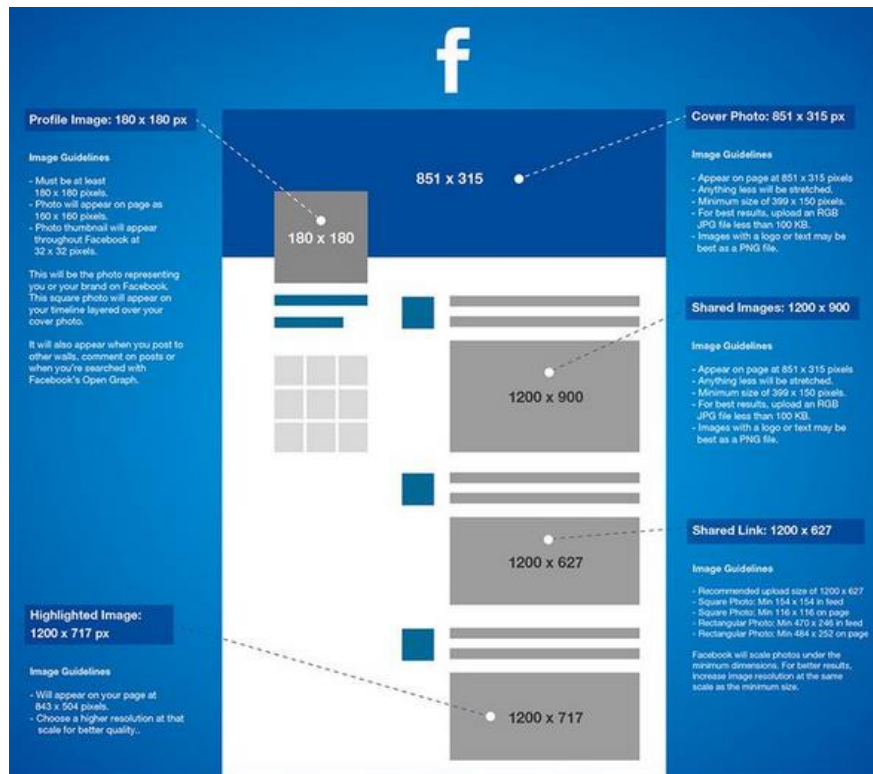 f
Profile Image: 180 x 180 px
Image Guidelines
- Must be at least
180 x 180 pixels.
- Photo will appear on page as
160 x 160 pixels.
- Photo thumbnail will appear
throughout Facebook at
32 x 32 pixels.
This will be the photo representing
you or your brand on Facebook.
This square photo will appear on
your timeline layered over your
cover photo.
It will also appear when you post to
other walls, comment on posts or
when you're searched with
Facebook's Open Graph.
851 x 315
180 x 180
Cover Photo: 851 x 315 px
Image Guidelines
- Appear on page at 851 x 315 pixels
- Anything less will be stretched.
- Minimum size of 399 x 150 pixels.
- For best results, upload an RGB
JPG file less than 100 KB.
- Images with a logo or text may be
best as a PNG file.
Shared Images: 1200 x 900
Image Guidelines
- Appear on page at 851 x 315 pixels
- Anything less will be stretched.
- Minimum size of 399 x 150 pixels.
- For best results, upload an RGB
JPG file less than 100 KB.
- Images with a logo or text may be
best as a PNG file.
1200 x 900
Shared Link: 1200 x 627
Image Guidelines
- Recommended upload size of 1200 x 627
- Square Photo: Min 154 x 154 in feed
- Square Photo: Min 116 x 116 on page
- Rectangular Photo: Min 470 x 246 in feed
- Rectangular Photo: Min 484 x 252 on page
Facebook will scale photos under the
minimum dimensions. For better results,
increase image resolution at the same
scale as the minimum size.
1200 x 627
Highlighted Image:
1200 x 717 px
Image Guidelines
- Will appear on your page at
843 x 504 pixels.
- Choose a higher resolution at that
scale for better quality..
1200 x 717